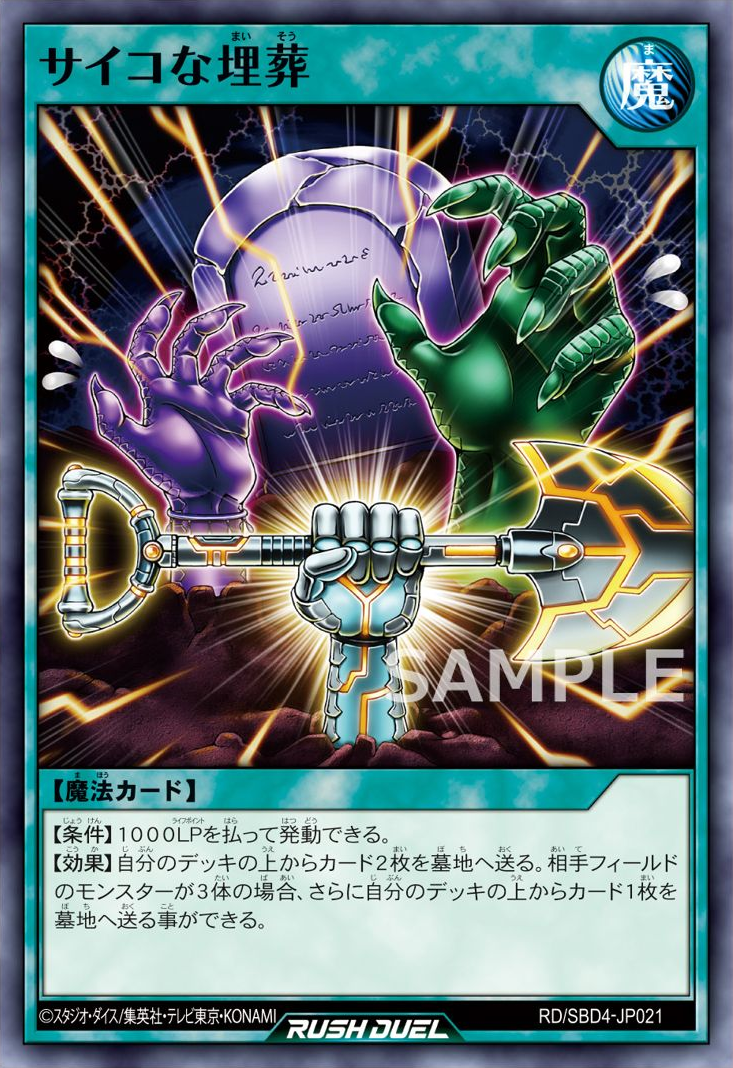 サイコな埋葬
魔
SAMPLE
【魔法カード】
【条件】1000LPを払って発動できる。
【効果】自分のデッキの上からカード2枚を墓地へ送る。相手フィールド
のモンスターが3体の場合、さらに自分のデッキの上からカード1枚を
墓地へ送る事ができる。
©スタジオ・ダイス/集英社・テレビ東京・KONAMI
RUSH DUEL
RD/SBD4-JP021